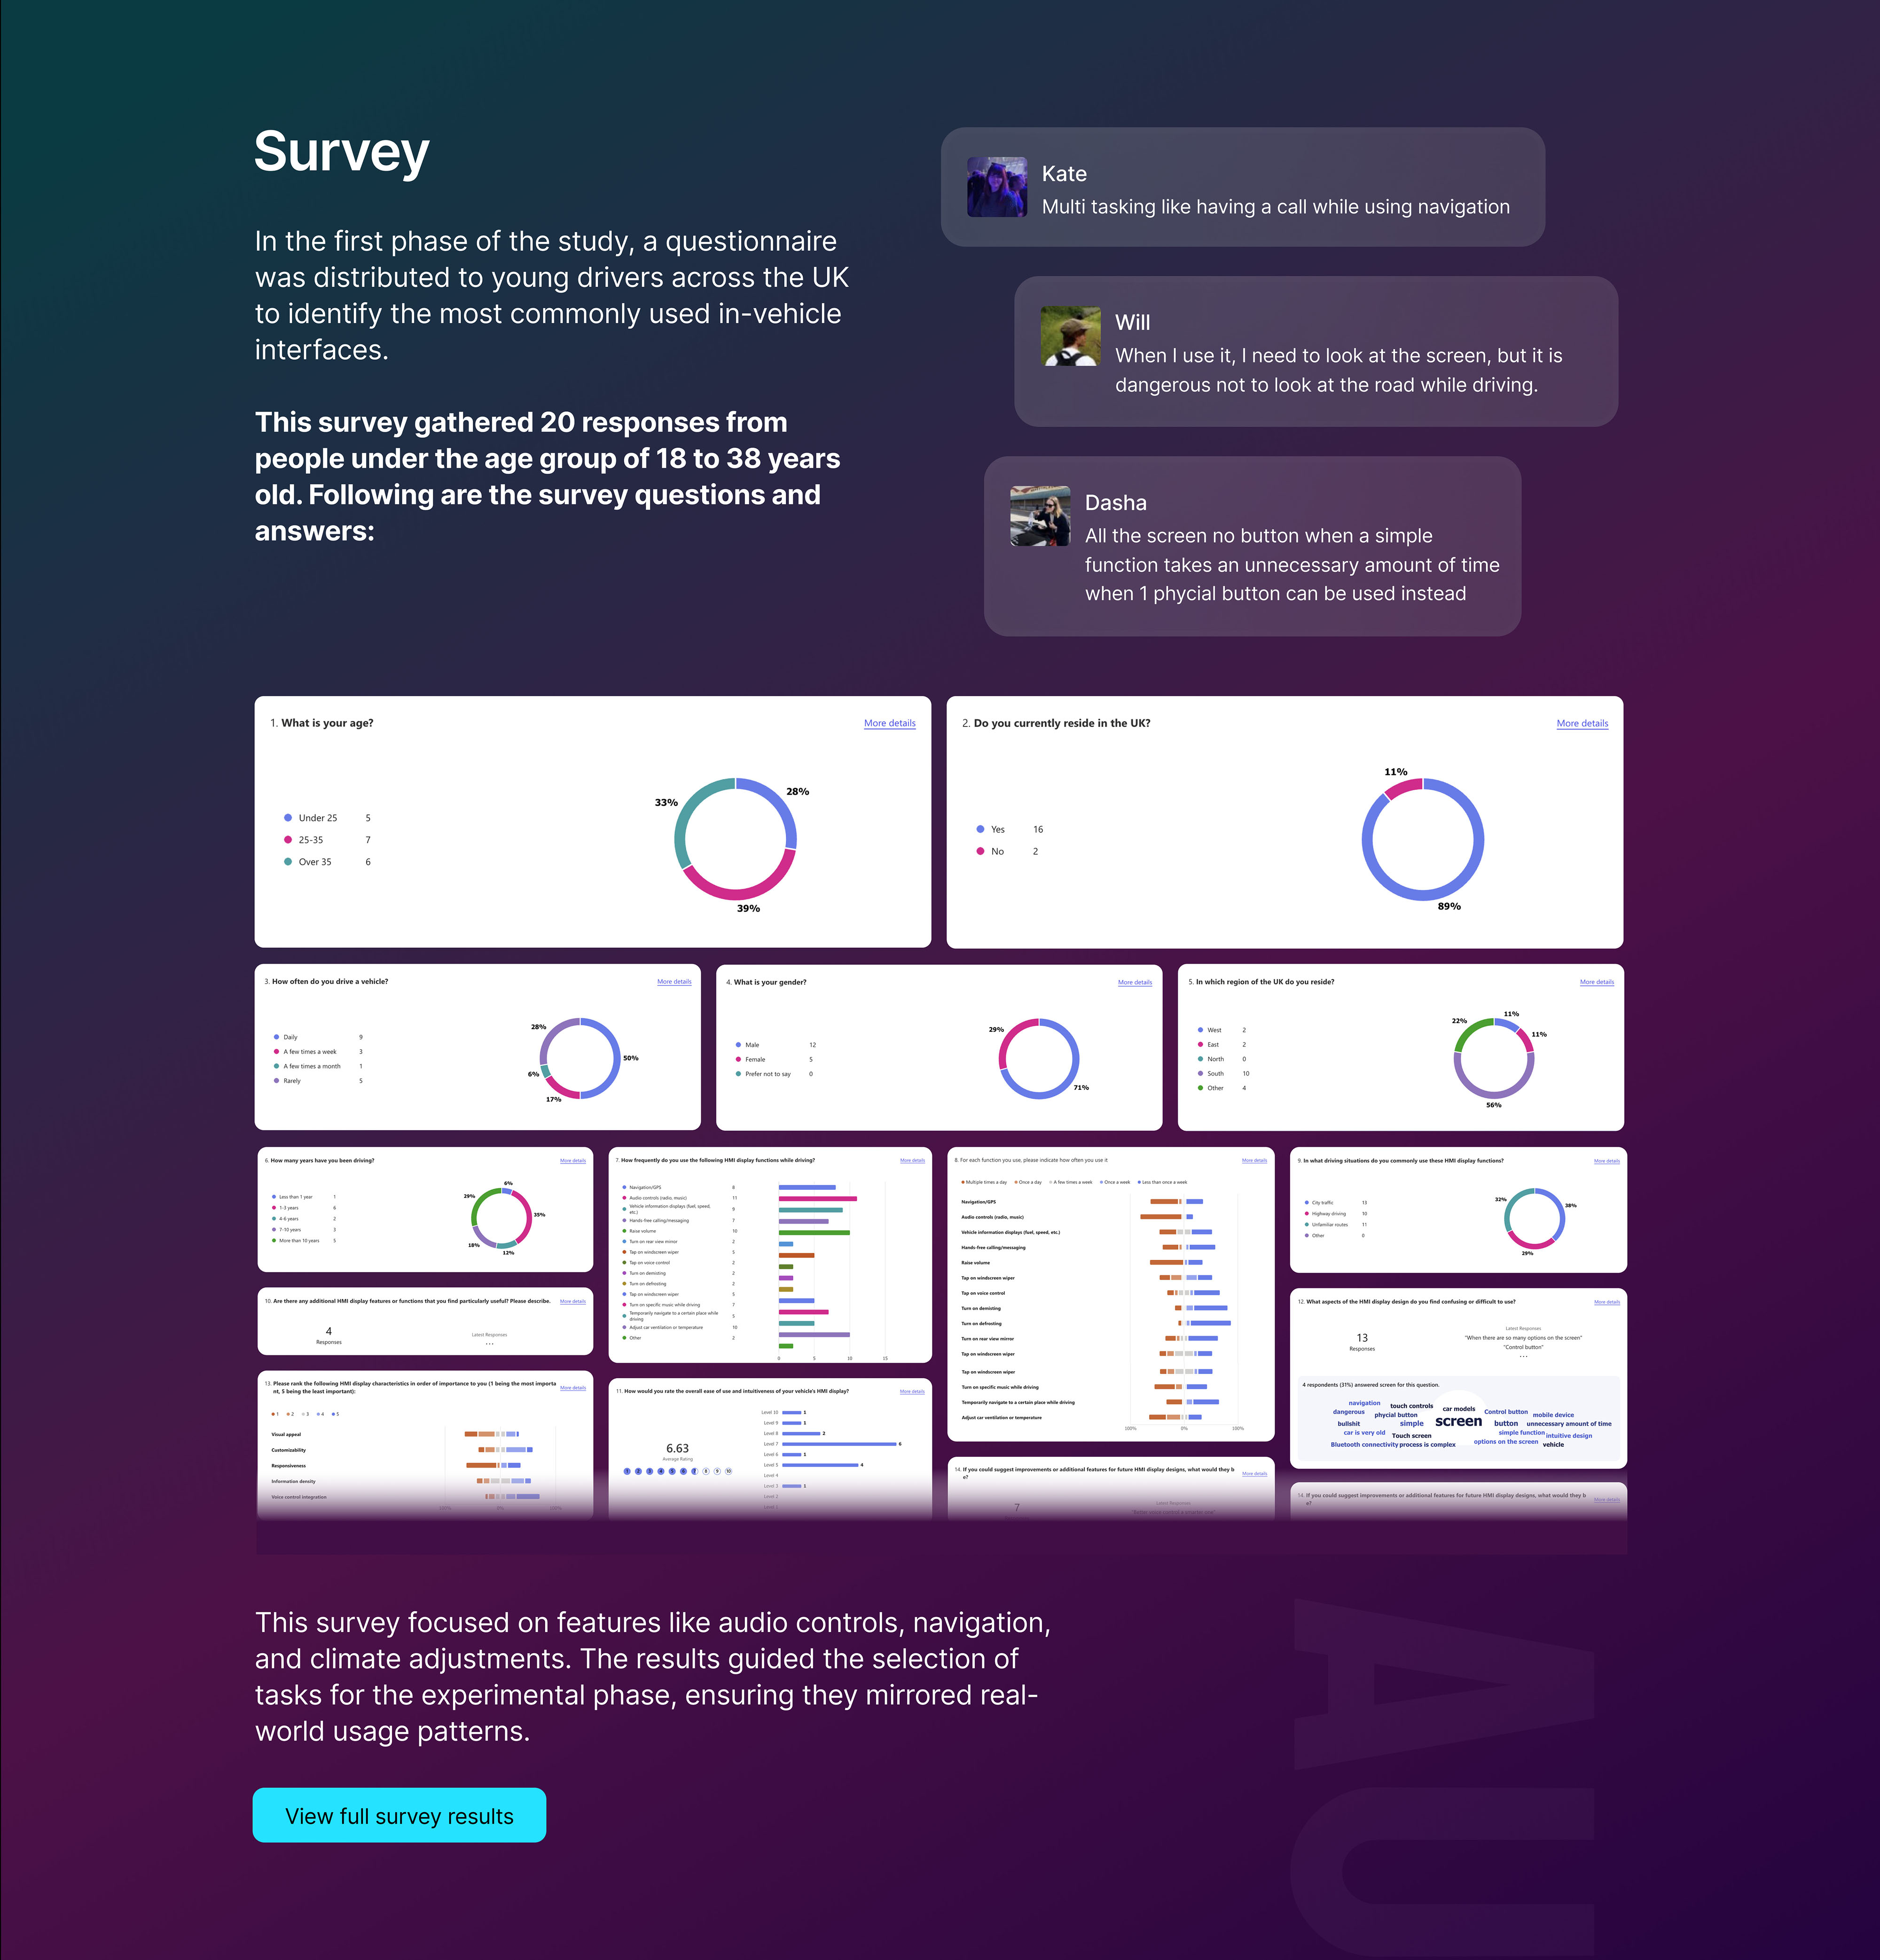 Survey
In the first phase of the study, a questionnaire
was distributed to young drivers across the UK
to identify the most commonly used in-vehicle
interfaces.
This survey gathered 20 responses from
people under the age group of 18 to 38 years
old. Following are the survey questions and
answers:
Kate
Multi tasking like having a call while using navigation
Will
When I use it, I need to look at the screen, but it is
dangerous not to look at the road while driving.
Dasha
All the screen no button when a simple
function takes an unnecessary amount of time
when 1 phycial button can be used instead
1. What is your age?
More details
Under 25 5
25-35 7
Over 35 6
33%
28%
39%
2. Do you currently reside in the UK?
More details
Yes 16
No 2
11%
89%
3. How often do you drive a vehicle?
More details
Daily 9
A few times a week 3
A few times a month 1
Rarely 5
28%
50%
6%
17%
4. What is your gender?
More details
Male 12
Female 5
Prefer not to say 0
29%
71%
5. In which region of the UK do you reside?
More details
West 2
East 2
North 0
South 10
Other 4
22%
11%
11%
56%
6. How many years have you been driving?
More details
Less than 1 year 1
1-3 years 6
4-6 years 2
7-10 years 3
More than 10 years 5
6%
29%
35%
18%
12%
7. How frequently do you use the following HMI display functions while driving?
More details
Navigation/GPS 8
Audio controls (radio, music) 11
Vehicle information displays (fuel, speed,
etc.) 9
Hands-free calling/messaging 7
Raise volume 10
Turn on rear view mirror 2
Tap on windscreen wiper 5
Tap on voice control 2
Turn on demisting 2
Turn on defrosting 2
Tap on windscreen wiper 5
Turn on specific music while driving 7
Temporarily navigate to a certain place while
driving 5
Adjust car ventilation or temperature 10
Other 2
0 5 10 15
8. For each function you use, please indicate how often you use it
More details
Multiple times a day Once a day A few times a week Once a week Less than once a week
Navigation/GPS
Audio controls (radio, music)
Vehicle information displays (fuel, speed, etc.)
Hands-free calling/messaging
Raise volume
Tap on windscreen wiper
Tap on voice control
Turn on demisting
Turn on defrosting
Turn on rear view mirror
Tap on windscreen wiper
Tap on windscreen wiper
Turn on specific music while driving
Temporarily navigate to a certain place while driving
Adjust car ventilation or temperature
100% 0% 100%
9. In what driving situations do you commonly use these HMI display functions?
More details
City traffic 13
Highway driving 10
Unfamiliar routes 11
Other 0
32%
38%
29%
10. Are there any additional HMI display features or functions that you find particularly useful? Please describe.
More details
4
Responses
Latest Responses
...
12. What aspects of the HMI display design do you find confusing or difficult to use?
More details
13
Responses
Latest Responses
"When there are so many options on the screen"
"Control button"
...
4 respondents (31%) answered screen for this question.
navigation
touch controls
car models
dangerous
phycial button
Control button
mobile device
bullshit
simple
screen
button
unnecessary amount of time
car is very old
Touch screen
simple function
intuitive design
Bluetooth connectivity
process is complex
options on the screen
vehicle
13. Please rank the following HMI display characteristics in order of importance to you (1 being the most importa
nt, 5 being the least important):
More details
1 2 3 4 5
Visual appeal
Customizability
Responsiveness
Information density
Voice control integration
100% 0% 100%
11. How would you rate the overall ease of use and intuitiveness of your vehicle's HMI display?
More details
6.63
Average Rating
1 2 3 4 5 6 7 8 9 10
Level 10 1
Level 9 1
Level 8 2
Level 7 6
Level 6 1
Level 5 4
Level 4
Level 3 1
Level 2
Level 1
14. If you could suggest improvements or additional features for future HMI display designs, what would they b
e?
More details
7
Latest Responses
14. If you could suggest improvements or additional features for future HMI display designs, what would they b
e?
More details
This survey focused on features like audio controls, navigation,
and climate adjustments. The results guided the selection of
tasks for the experimental phase, ensuring they mirrored real-
world usage patterns.
View full survey results